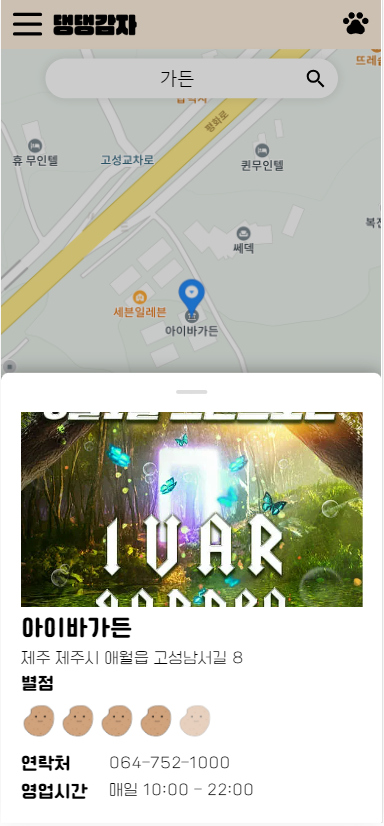 댕댕감자
뜨레슬
가든
평화로
휴 무인텔
고성교차로
퀸무인텔
쎄덱
세븐일레븐
아이바가든
IVAR
아이바가든
제주 제주시 애월읍 고성남서길 8
별점
연락처 064-752-1000
영업시간 매일 10:00 - 22:00